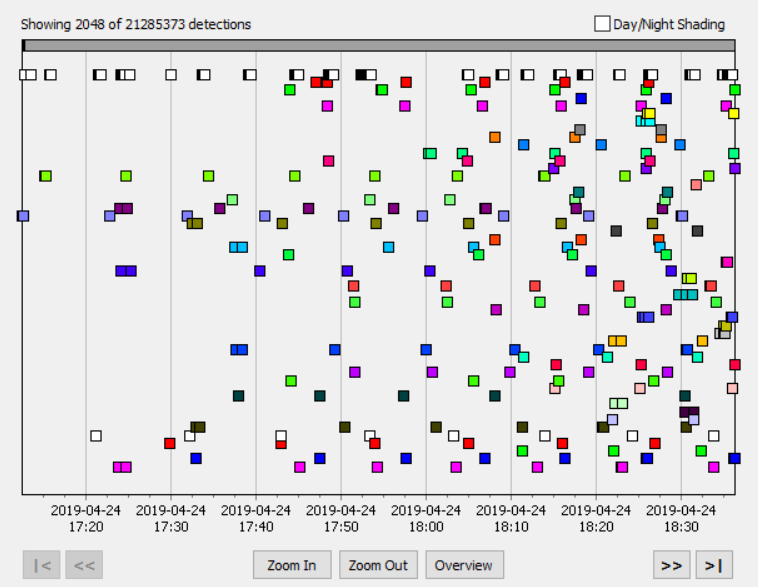 Showing 2048 of 21285373 detections
Day/Night Shading
2019-04-24 2019-04-24 2019-04-24 2019-04-24 2019-04-24 2019-04-24 2019-04-24 2019-04-24
17:20 17:30 17:40 17:50 18:00 18:10 18:20 18:30
|< << Zoom In Zoom Out Overview >> >|